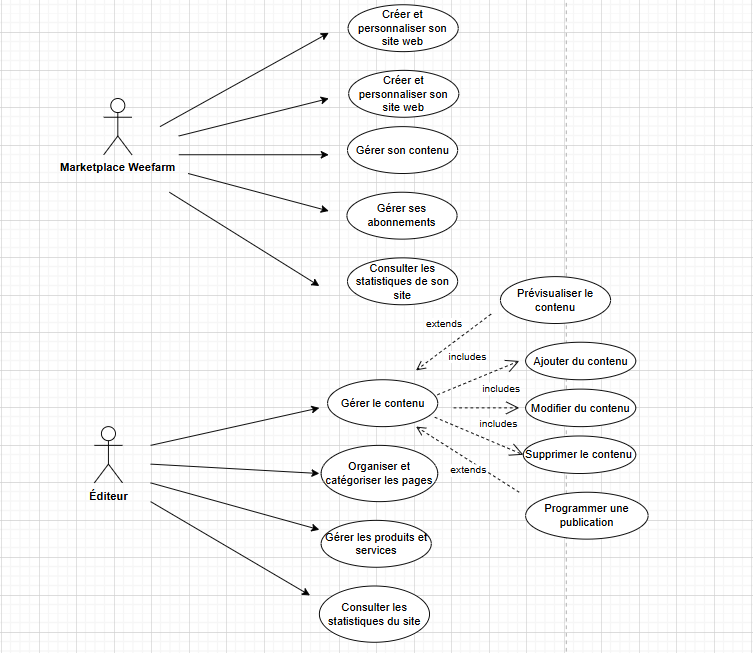 Créer et
personnaliser son
site web
Créer et
personnaliser son
site web
Marketplace Weefarm
Gérer son contenu
Gérer ses
abonnements
Consulter les
statistiques de son
site
Prévisualiser le
contenu
extends
includes
Ajouter du contenu
includes
Gérer le contenu
Modifier du contenu
includes
Supprimer le contenu
extends
Organiser et
catégoriser les pages
Éditeur
Programmer une
publication
Gérer les produits et
services
Consulter les
statistiques du site